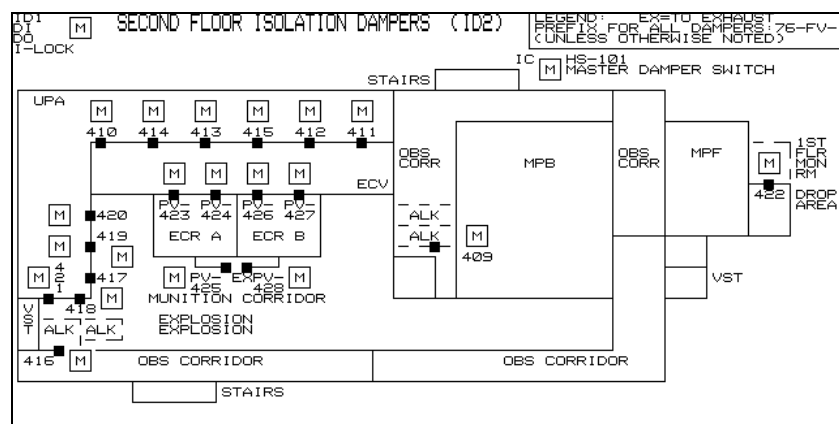 ID1
DI
DO
I-LOCK
M
SECOND FLOOR ISOLATION DAMPERS (ID2)
LEGEND: EX=TO EXHAUST
PREFIX FOR ALL DAMPERS:76-FV-
(UNLESS OTHERWISE NOTED)
IC M HS-101
MASTER DAMPER SWITCH
STAIRS
UPA
M M M M M M
410 414 413 415 412 411
OBS
CORR
MPB
OBS
CORR
MPF
1ST
FLR
MON
RM
M
422
DROP
AREA
ECV
M M M M
PV-
423
PV-
424
PV-
426
PV-
427
ECR A
ECR B
ALK
ALK
M
409
M
420
M
419
M
417
M
4
2
1
M
418
M
PV-
425
EXPV-
428
M
MUNITION CORRIDOR
EXPLOSION
EXPLOSION
VST
VST
ALK
ALK
416
M
OBS CORRIDOR
OBS CORRIDOR
STAIRS